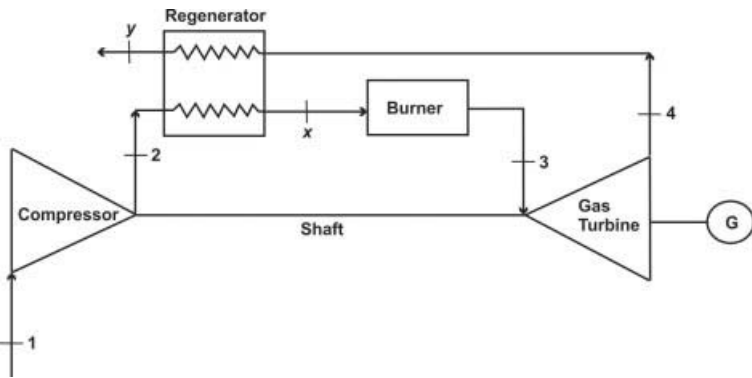 Regenerator
y
Burner
x
4
2
3
Compressor
Gas
Turbine
G
Shaft
1